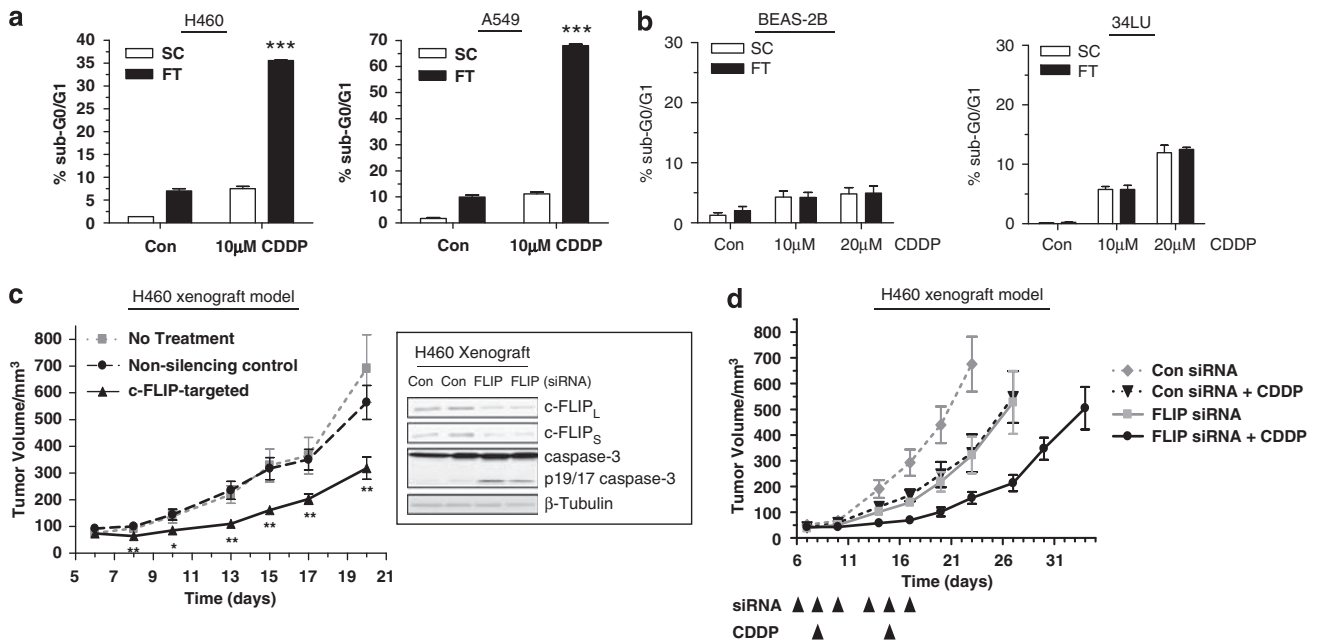 a
H460
% sub-G0/G1
40
35
30
25
20
15
10
5
0
SC
FT
***
Con
10µM CDDP
A549
% sub-G0/G1
70
60
50
40
30
20
10
0
SC
FT
***
Con
10µM CDDP
b
BEAS-2B
% sub-G0/G1
30
20
10
0
SC
FT
Con
10µM
20µM
CDDP
34LU
% sub-G0/G1
30
20
10
0
SC
FT
Con
10µM
20µM
CDDP
c
H460 xenograft model
Tumor Volume/mm³
800
700
600
500
400
300
200
100
0
No Treatment
Non-silencing control
c-FLIP-targeted
** * ** ** ** **
5 7 9 11 13 15 17 19 21
Time (days)
H460 Xenograft
Con Con FLIP FLIP (siRNA)
c-FLIPL
c-FLIPS
caspase-3
p19/17 caspase-3
β-Tubulin
d
H460 xenograft model
Tumor Volume/mm³
800
700
600
500
400
300
200
100
0
6 11 16 21 26 31
Time (days)
Con siRNA
Con siRNA + CDDP
FLIP siRNA
FLIP siRNA + CDDP
siRNA
CDDP